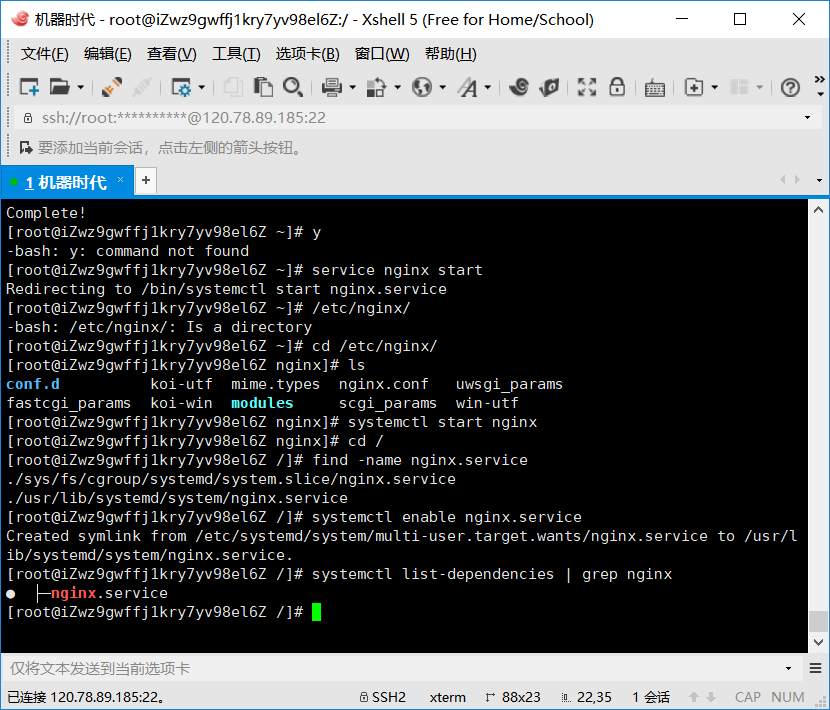 机器时代 - root@iZwz9gwffj1kry7yv98el6Z:/ - Xshell 5 (Free for Home/School)
文件(F) 编辑(E) 查看(V) 工具(T) 选项卡(B) 窗口(W) 帮助(H)
ssh://root:**********@120.78.89.185:22
要添加当前会话，点击左侧的箭头按钮。
1 机器时代 × +
Complete!
[root@iZwz9gwffj1kry7yv98el6Z ~]# y
-bash: y: command not found
[root@iZwz9gwffj1kry7yv98el6Z ~]# service nginx start
Redirecting to /bin/systemctl start nginx.service
[root@iZwz9gwffj1kry7yv98el6Z ~]# /etc/nginx/
-bash: /etc/nginx/: Is a directory
[root@iZwz9gwffj1kry7yv98el6Z ~]# cd /etc/nginx/
[root@iZwz9gwffj1kry7yv98el6Z nginx]# ls
conf.d koi-utf mime.types nginx.conf uwsgi_params
fastcgi_params koi-win modules scgi_params win-utf
[root@iZwz9gwffj1kry7yv98el6Z nginx]# systemctl start nginx
[root@iZwz9gwffj1kry7yv98el6Z nginx]# cd /
[root@iZwz9gwffj1kry7yv98el6Z /]# find -name nginx.service
./sys/fs/cgroup/systemd/system.slice/nginx.service
./usr/lib/systemd/system/nginx.service
[root@iZwz9gwffj1kry7yv98el6Z /]# systemctl enable nginx.service
Created symlink from /etc/systemd/system/multi-user.target.wants/nginx.service to /usr/l
ib/systemd/system/nginx.service.
[root@iZwz9gwffj1kry7yv98el6Z /]# systemctl list-dependencies | grep nginx
● ├─nginx.service
[root@iZwz9gwffj1kry7yv98el6Z /]#
仅将文本发送到当前选项卡
已连接 120.78.89.185:22。 SSH2 xterm 88x23 22,35 1 会话 CAP NUM